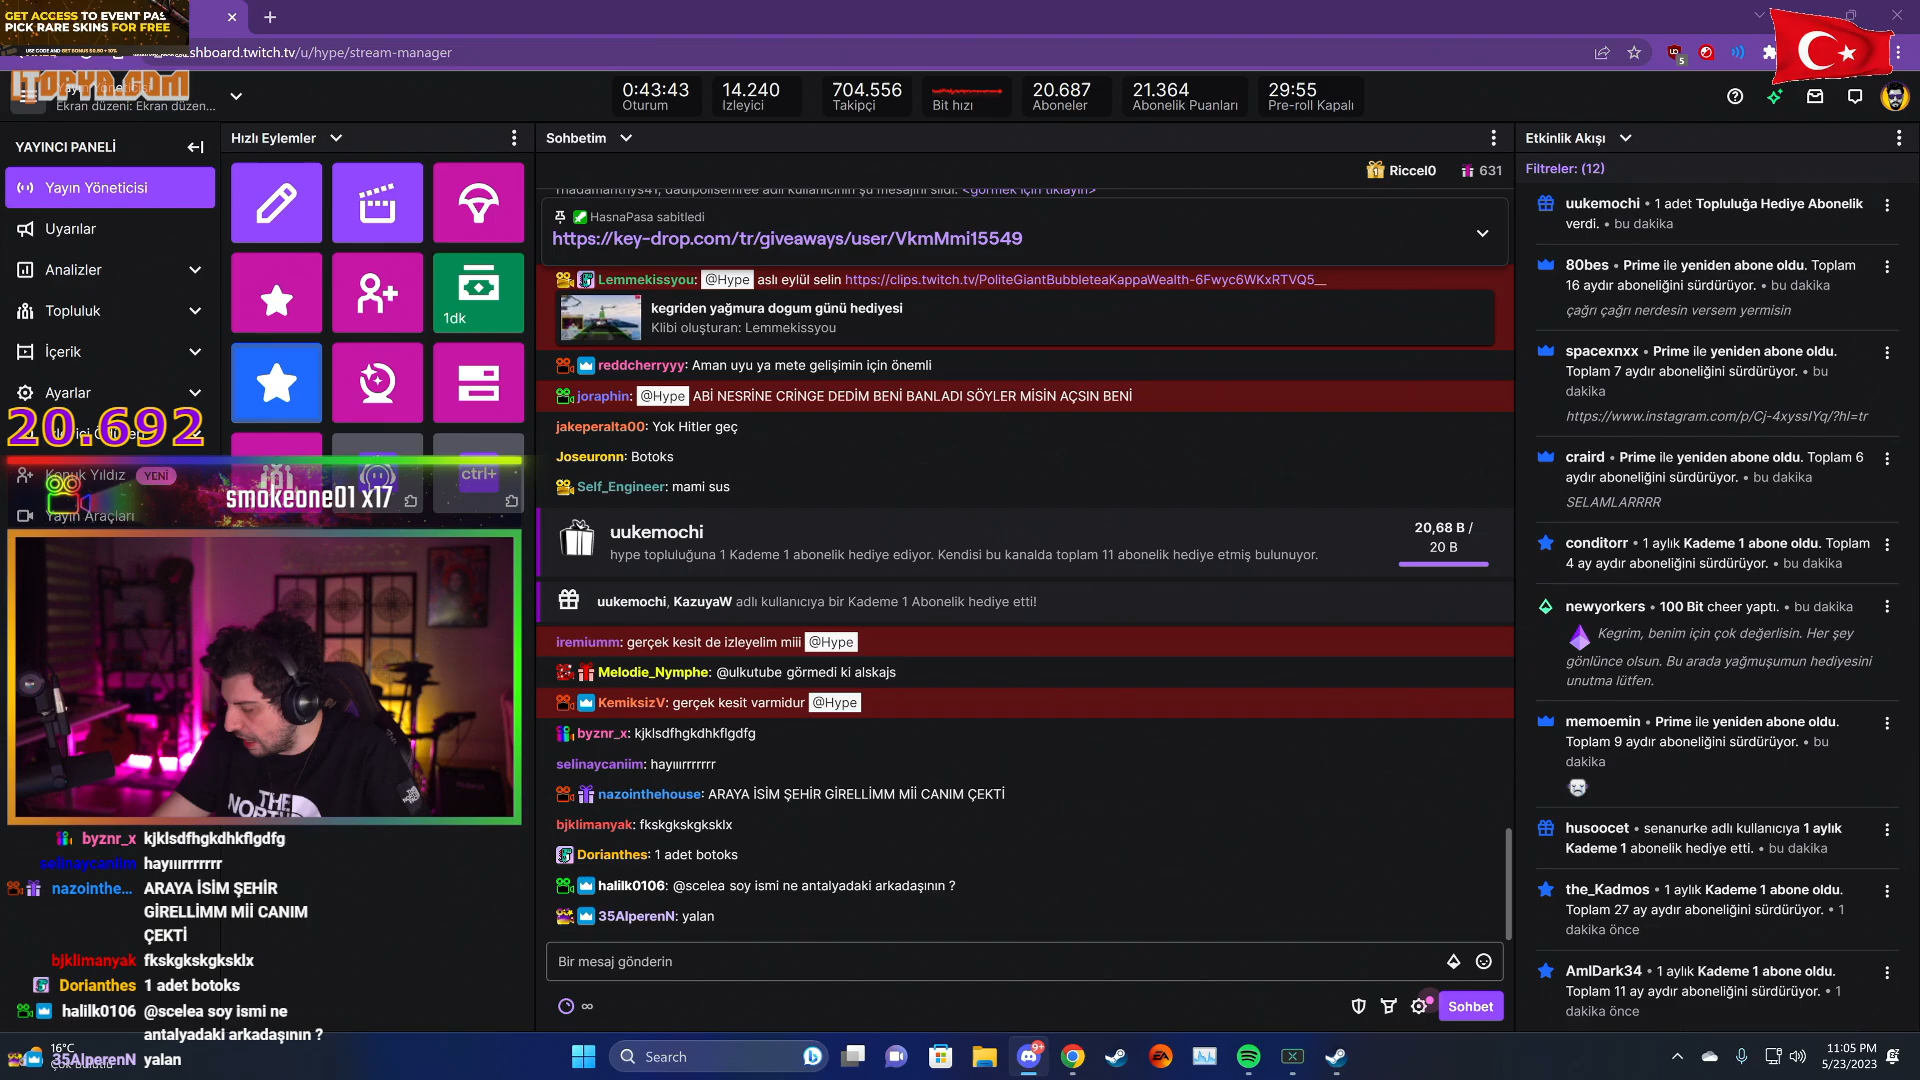 GET ACCESS TO EVENT PAS
PICK RARE SKINS FOR FREE
shboard.twitch.tv/u/hype/stream-manager
Ekran düzeni: Ekran düzen...
0:43:43
Oturum
14.240
İzleyici
704.556
Takipçi
Bit hızı
20.687
Aboneler
21.364
Abonelik Puanları
29:55
Pre-roll Kapalı
YAYINCI PANELİ
Yayın Yöneticisi
Uyarılar
Analizler
Topluluk
İçerik
Ayarlar
20.692
Konuk Yıldız YENİ
Yayın Araçları
smokeone01 x17
Hızlı Eylemler
1dk
ctrl+
byznr_x kjklsdfhgkdhkflgdfg
selinaycaniim hayııırrrrrrr
nazointhe... ARAYA İSİM ŞEHİR
GİRELLİMM Mİİ CANIM
ÇEKTİ
bjklimanyak fkskgkskgksklx
Dorianthes 1 adet botoks
halilk0106 @scelea soy ismi ne
antalyadaki arkadaşının ?
35AlperenN yalan
Sohbetim
Riccel0 631
HasnaPasa sabitledi
https://key-drop.com/tr/giveaways/user/VkmMmi15549
Lemmekissyou: @Hype aslı eylül selin https://clips.twitch.tv/PoliteGiantBubbleteaKappaWealth-6Fwyc6WKxRTVQ5__
kegriden yağmura dogum günü hediyesi
Klibi oluşturan: Lemmekissyou
reddcherryyy: Aman uyu ya mete gelişimin için önemli
joraphin: @Hype ABİ NESRİNE CRİNGE DEDİM BENİ BANLADI SÖYLER MİSİN AÇSIN BENİ
jakeperalta00: Yok Hitler geç
Joseuronn: Botoks
Self_Engineer: mami sus
uukemochi
hype topluluğuna 1 Kademe 1 abonelik hediye ediyor. Kendisi bu kanalda toplam 11 abonelik hediye etmiş bulunuyor.
20,68 B /
20 B
uukemochi, KazuyaW adlı kullanıcıya bir Kademe 1 Abonelik hediye etti!
iremiumm: gerçek kesit de izleyelim miii @Hype
Melodie_Nymphe: @ulkutube görmedi ki alskajs
KemiksizV: gerçek kesit varmidur @Hype
byznr_x: kjklsdfhgkdhkflgdfg
selinaycaniim: hayııırrrrrrr
nazointhehouse: ARAYA İSİM ŞEHİR GİRELLİMM Mİİ CANIM ÇEKTİ
bjklimanyak: fkskgkskgksklx
Dorianthes: 1 adet botoks
halilk0106: @scelea soy ismi ne antalyadaki arkadaşının ?
35AlperenN: yalan
Bir mesaj gönderin
Sohbet
Etkinlik Akışı
Filtreler: (12)
uukemochi • 1 adet Topluluğa Hediye Abonelik
verdi. • bu dakika
80bes • Prime ile yeniden abone oldu. Toplam
16 aydır aboneliğini sürdürüyor. • bu dakika
çağrı çağrı nerdesin versem yermisin
spacexnxx • Prime ile yeniden abone oldu.
Toplam 7 aydır aboneliğini sürdürüyor. • bu
dakika
https://www.instagram.com/p/Cj-4xyssIYq/?hl=tr
craird • Prime ile yeniden abone oldu. Toplam 6
aydır aboneliğini sürdürüyor. • bu dakika
SELAMLARRRR
conditorr • 1 aylık Kademe 1 abone oldu. Toplam
4 ay aydır aboneliğini sürdürüyor. • bu dakika
newyorkers • 100 Bit cheer yaptı. • bu dakika
Kegrim, benim için çok değerlisin. Her şey
gönlünce olsun. Bu arada yağmuşumun hediyesini
unutma lütfen.
memoemin • Prime ile yeniden abone oldu.
Toplam 9 aydır aboneliğini sürdürüyor. • bu
dakika
husoocet • senanurke adlı kullanıcıya 1 aylık
Kademe 1 abonelik hediye etti. • bu dakika
the_Kadmos • 1 aylık Kademe 1 abone oldu.
Toplam 27 ay aydır aboneliğini sürdürüyor. • 1
dakika önce
AmlDark34 • 1 aylık Kademe 1 abone oldu.
Toplam 11 ay aydır aboneliğini sürdürüyor. • 1
dakika önce
16°C
Search
11:05 PM
5/23/2023